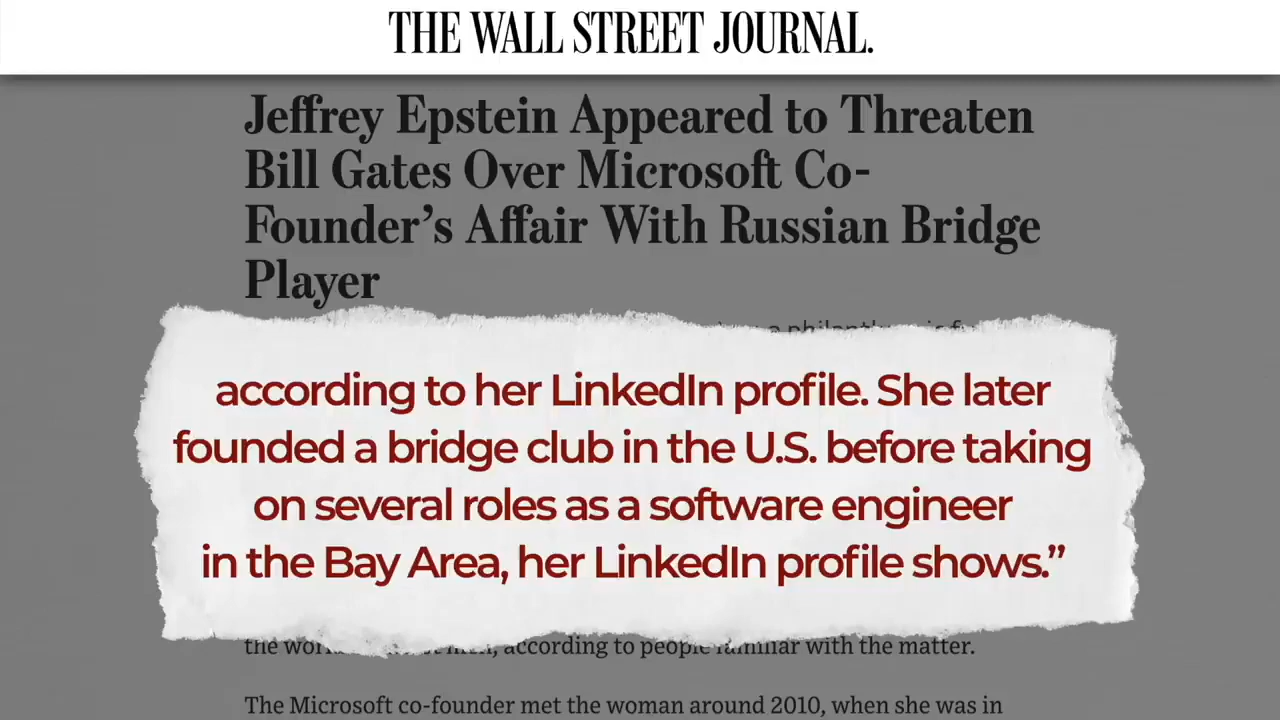 THE WALL STREET JOURNAL.
Jeffrey Epstein Appeared to Threaten
Bill Gates Over Microsoft Co-
Founder’s Affair With Russian Bridge
Player
according to her LinkedIn profile. She later
founded a bridge club in the U.S. before taking
on several roles as a software engineer
in the Bay Area, her LinkedIn profile shows.”
the according to people familiar with the matter.
The Microsoft co-founder met the woman around 2010, when she was in